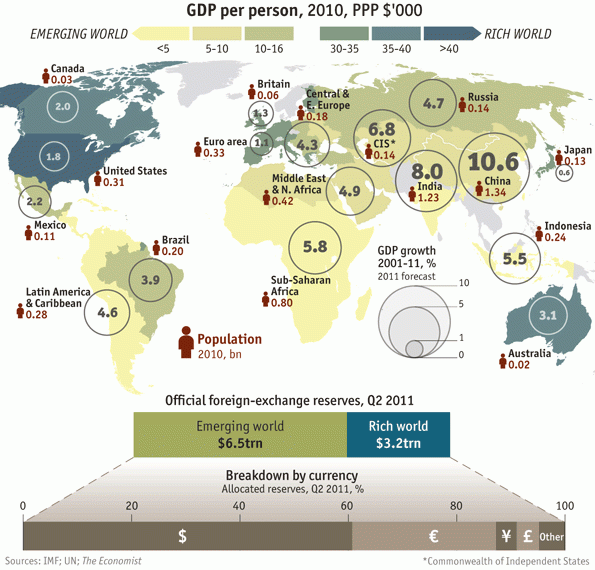 GDP per person, 2010, PPP $'000
EMERGING WORLD
RICH WORLD
<5
5-10
10-16
30-35
35-40
>40
Canada
0.03
2.0
1.8
United States
0.31
2.2
Mexico
0.11
Brazil
0.20
3.9
Latin America
& Caribbean
0.28
4.6
Britain
0.06
1.3
Euro area
0.33
1.1
Central &
E. Europe
0.18
4.3
6.8
CIS*
0.14
4.7
Russia
0.14
Middle East
& N. Africa
0.42
4.9
8.0
India
1.23
10.6
China
1.34
Japan
0.13
0.6
5.8
Sub-Saharan
Africa
0.80
Indonesia
0.24
5.5
3.1
Australia
0.02
GDP growth
2001-11, %
2011 forecast
10
5
1
0
Population
2010, bn
Official foreign-exchange reserves, Q2 2011
Emerging world
$6.5trn
Rich world
$3.2trn
Breakdown by currency
Allocated reserves, Q2 2011, %
0
20
40
60
80
100
$
€
¥
£
Other
Sources: IMF; UN; The Economist
*Commonwealth of Independent States